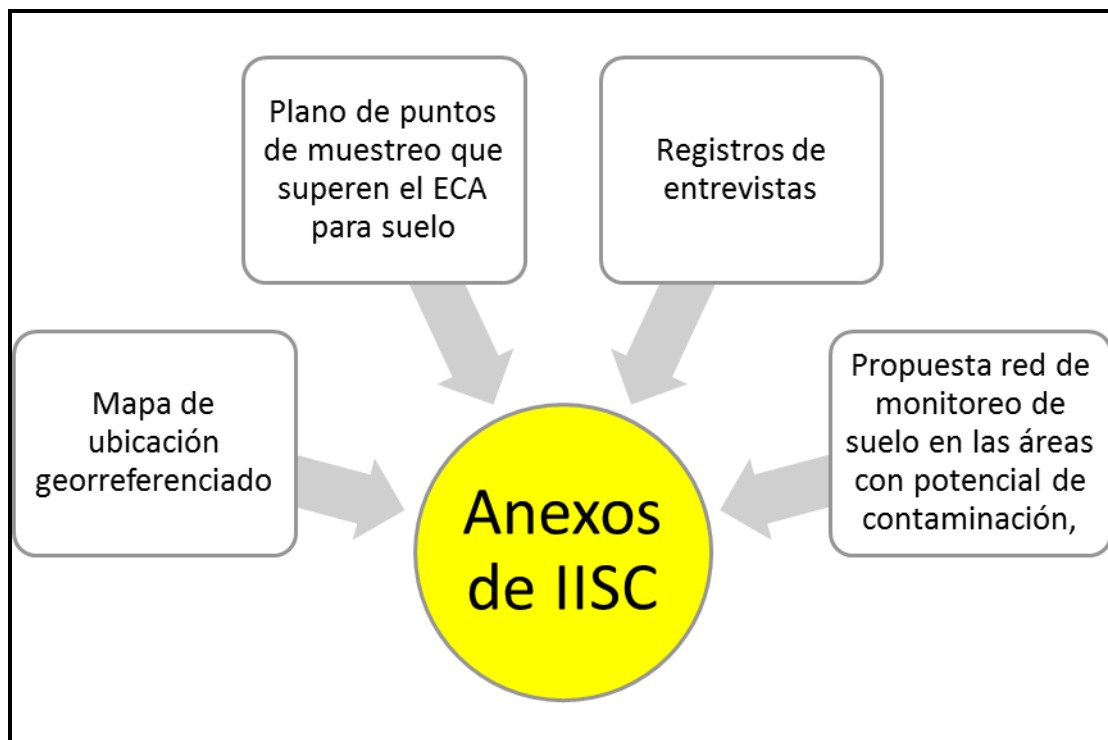 Plano de puntos
de muestreo que
superen el ECA
para suelo
Registros de
entrevistas
Mapa de
ubicación
georreferenciado
Propuesta red de
monitoreo de
suelo en las áreas
con potencial de
contaminación,
Anexos
de IISC